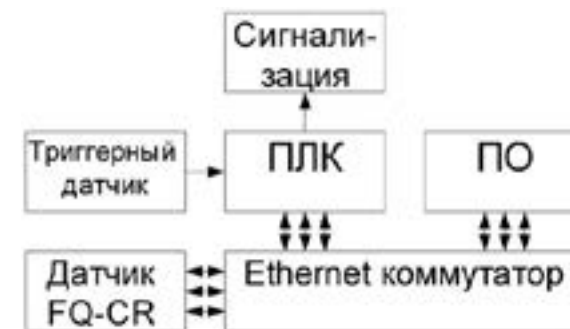 Сигнали-
зация
Триггерный
датчик
ПЛК
ПО
Датчик
FQ-CR
Ethernet коммутатор